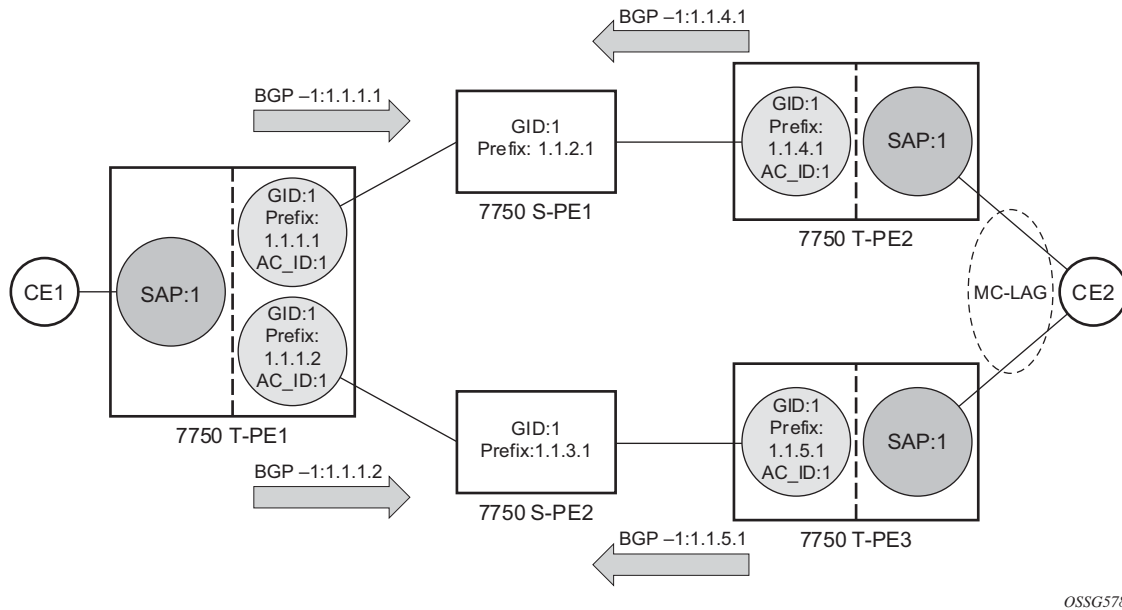 BGP –1:1.1.4.1
BGP –1:1.1.1.1
GID:1
Prefix: 1.1.2.1
7750 S-PE1
GID:1
Prefix:
1.1.4.1
AC_ID:1
SAP:1
7750 T-PE2
CE1
SAP:1
GID:1
Prefix:
1.1.1.1
AC_ID:1
GID:1
Prefix:
1.1.1.2
AC_ID:1
7750 T-PE1
MC-LAG
CE2
BGP –1:1.1.1.2
GID:1
Prefix:1.1.3.1
7750 S-PE2
GID:1
Prefix:
1.1.5.1
AC_ID:1
SAP:1
7750 T-PE3
BGP –1:1.1.5.1
OSSG578